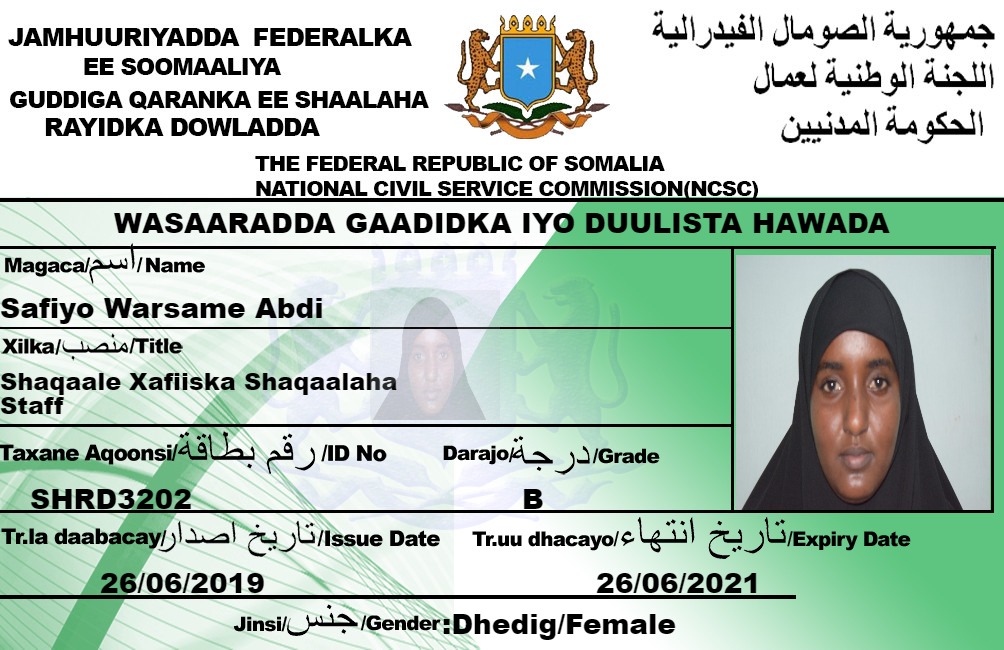 JAMHUURIYADDA FEDERALKA
EE SOOMAALIYA
GUDDIGA QARANKA EE SHAALAHA
RAYIDKA DOWLADDA
جمهورية الصومال الفيدرالية
اللجنة الوطنية لعمال
الحكومة المدنيين
THE FEDERAL REPUBLIC OF SOMALIA
NATIONAL CIVIL SERVICE COMMISSION(NCSC)
WASAARADDA GAADIDKA IYO DUULISTA HAWADA
Magaca/اسم/Name
Safiyo Warsame Abdi
Xilka/منصب/Title
Shaqaale Xafiiska Shaqaalaha
Staff
Taxane Aqoonsi/رقم بطاقة/ID No
Darajo/درجة/Grade
SHRD3202
B
Tr.la daabacay/تاريخ اصدار/Issue Date
Tr.uu dhacayo/تاريخ انتهاء/Expiry Date
26/06/2019
26/06/2021
Jinsi/جنس/Gender:Dhedig/Female